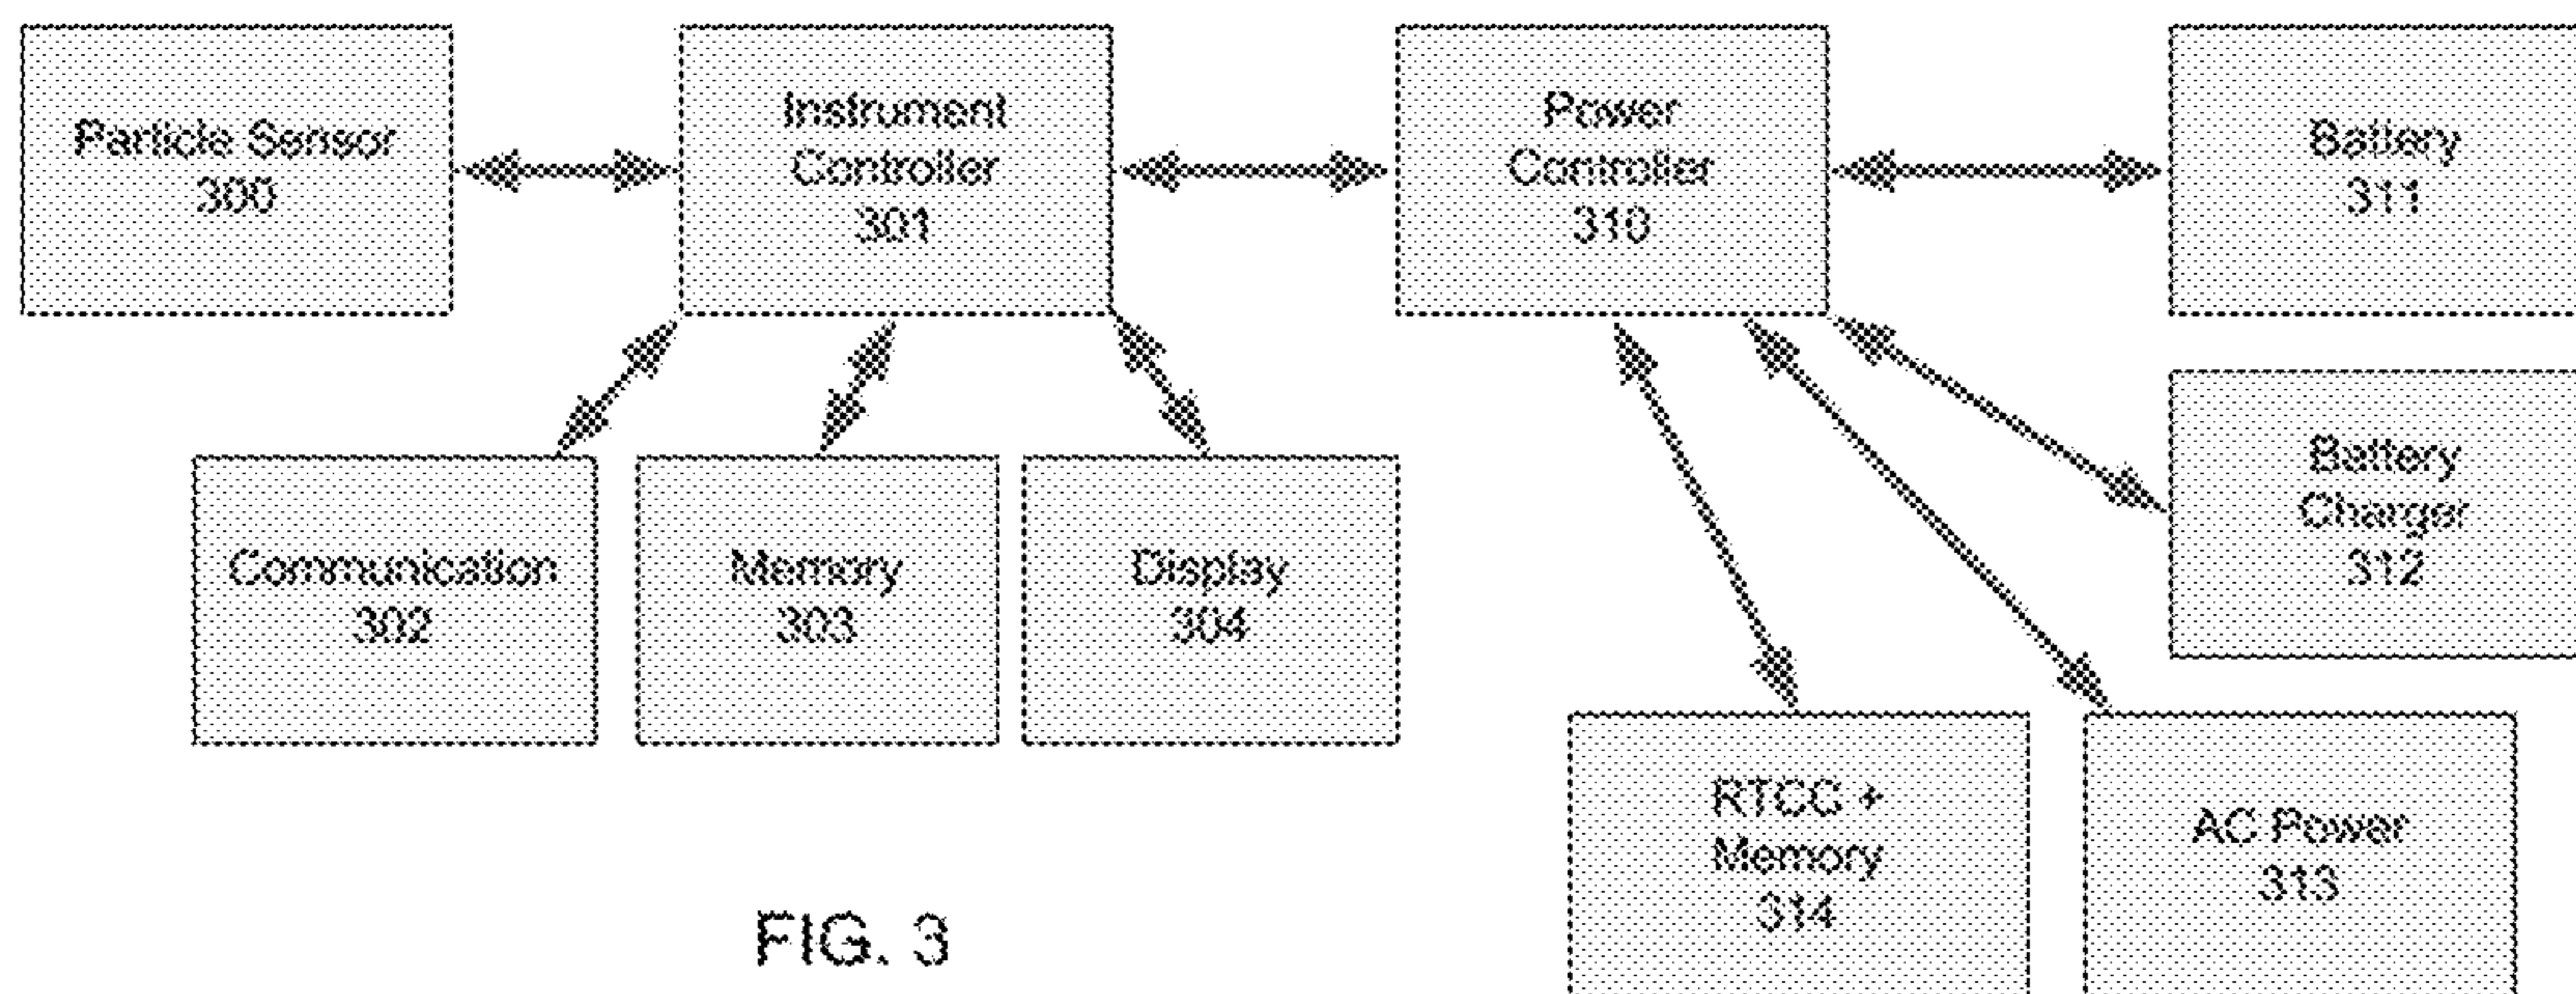 Particle Sensor
300
Instrument
Controller
301
Power
Controller
310
Battery
311
Battery
Charger
312
Communication
302
Memory
303
Display
304
RTCC +
Memory
314
AC Power
313
FIG. 3